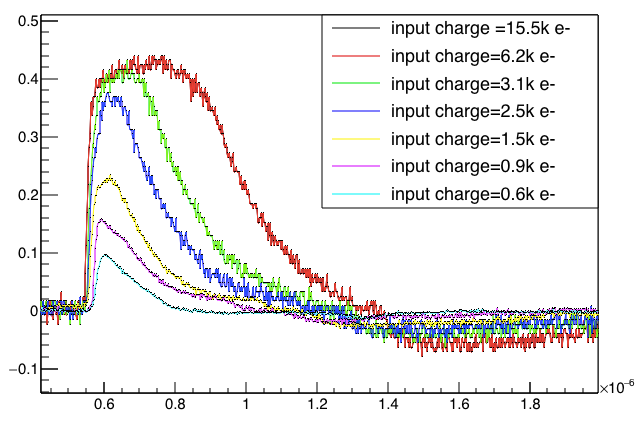 0.5
0.4
0.3
0.2
0.1
0
−0.1
input charge =15.5k e-
input charge=6.2k e-
input charge=3.1k e-
input charge=2.5k e-
input charge=1.5k e-
input charge=0.9k e-
input charge=0.6k e-
×10⁻⁶
0.6 0.8 1 1.2 1.4 1.6 1.8